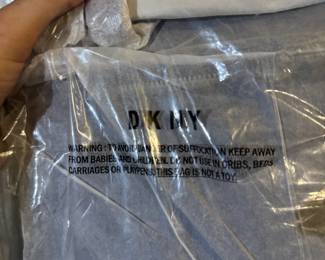 DKNY
WARNING : TO AVOID DANGER OF SUFFOCATION KEEP AWAY
FROM BABIES AND CHILDREN. DO NOT USE IN CRIBS, BEDS
CARRIAGES OR PLAYPENS THIS BAG IS NOT A TOY.